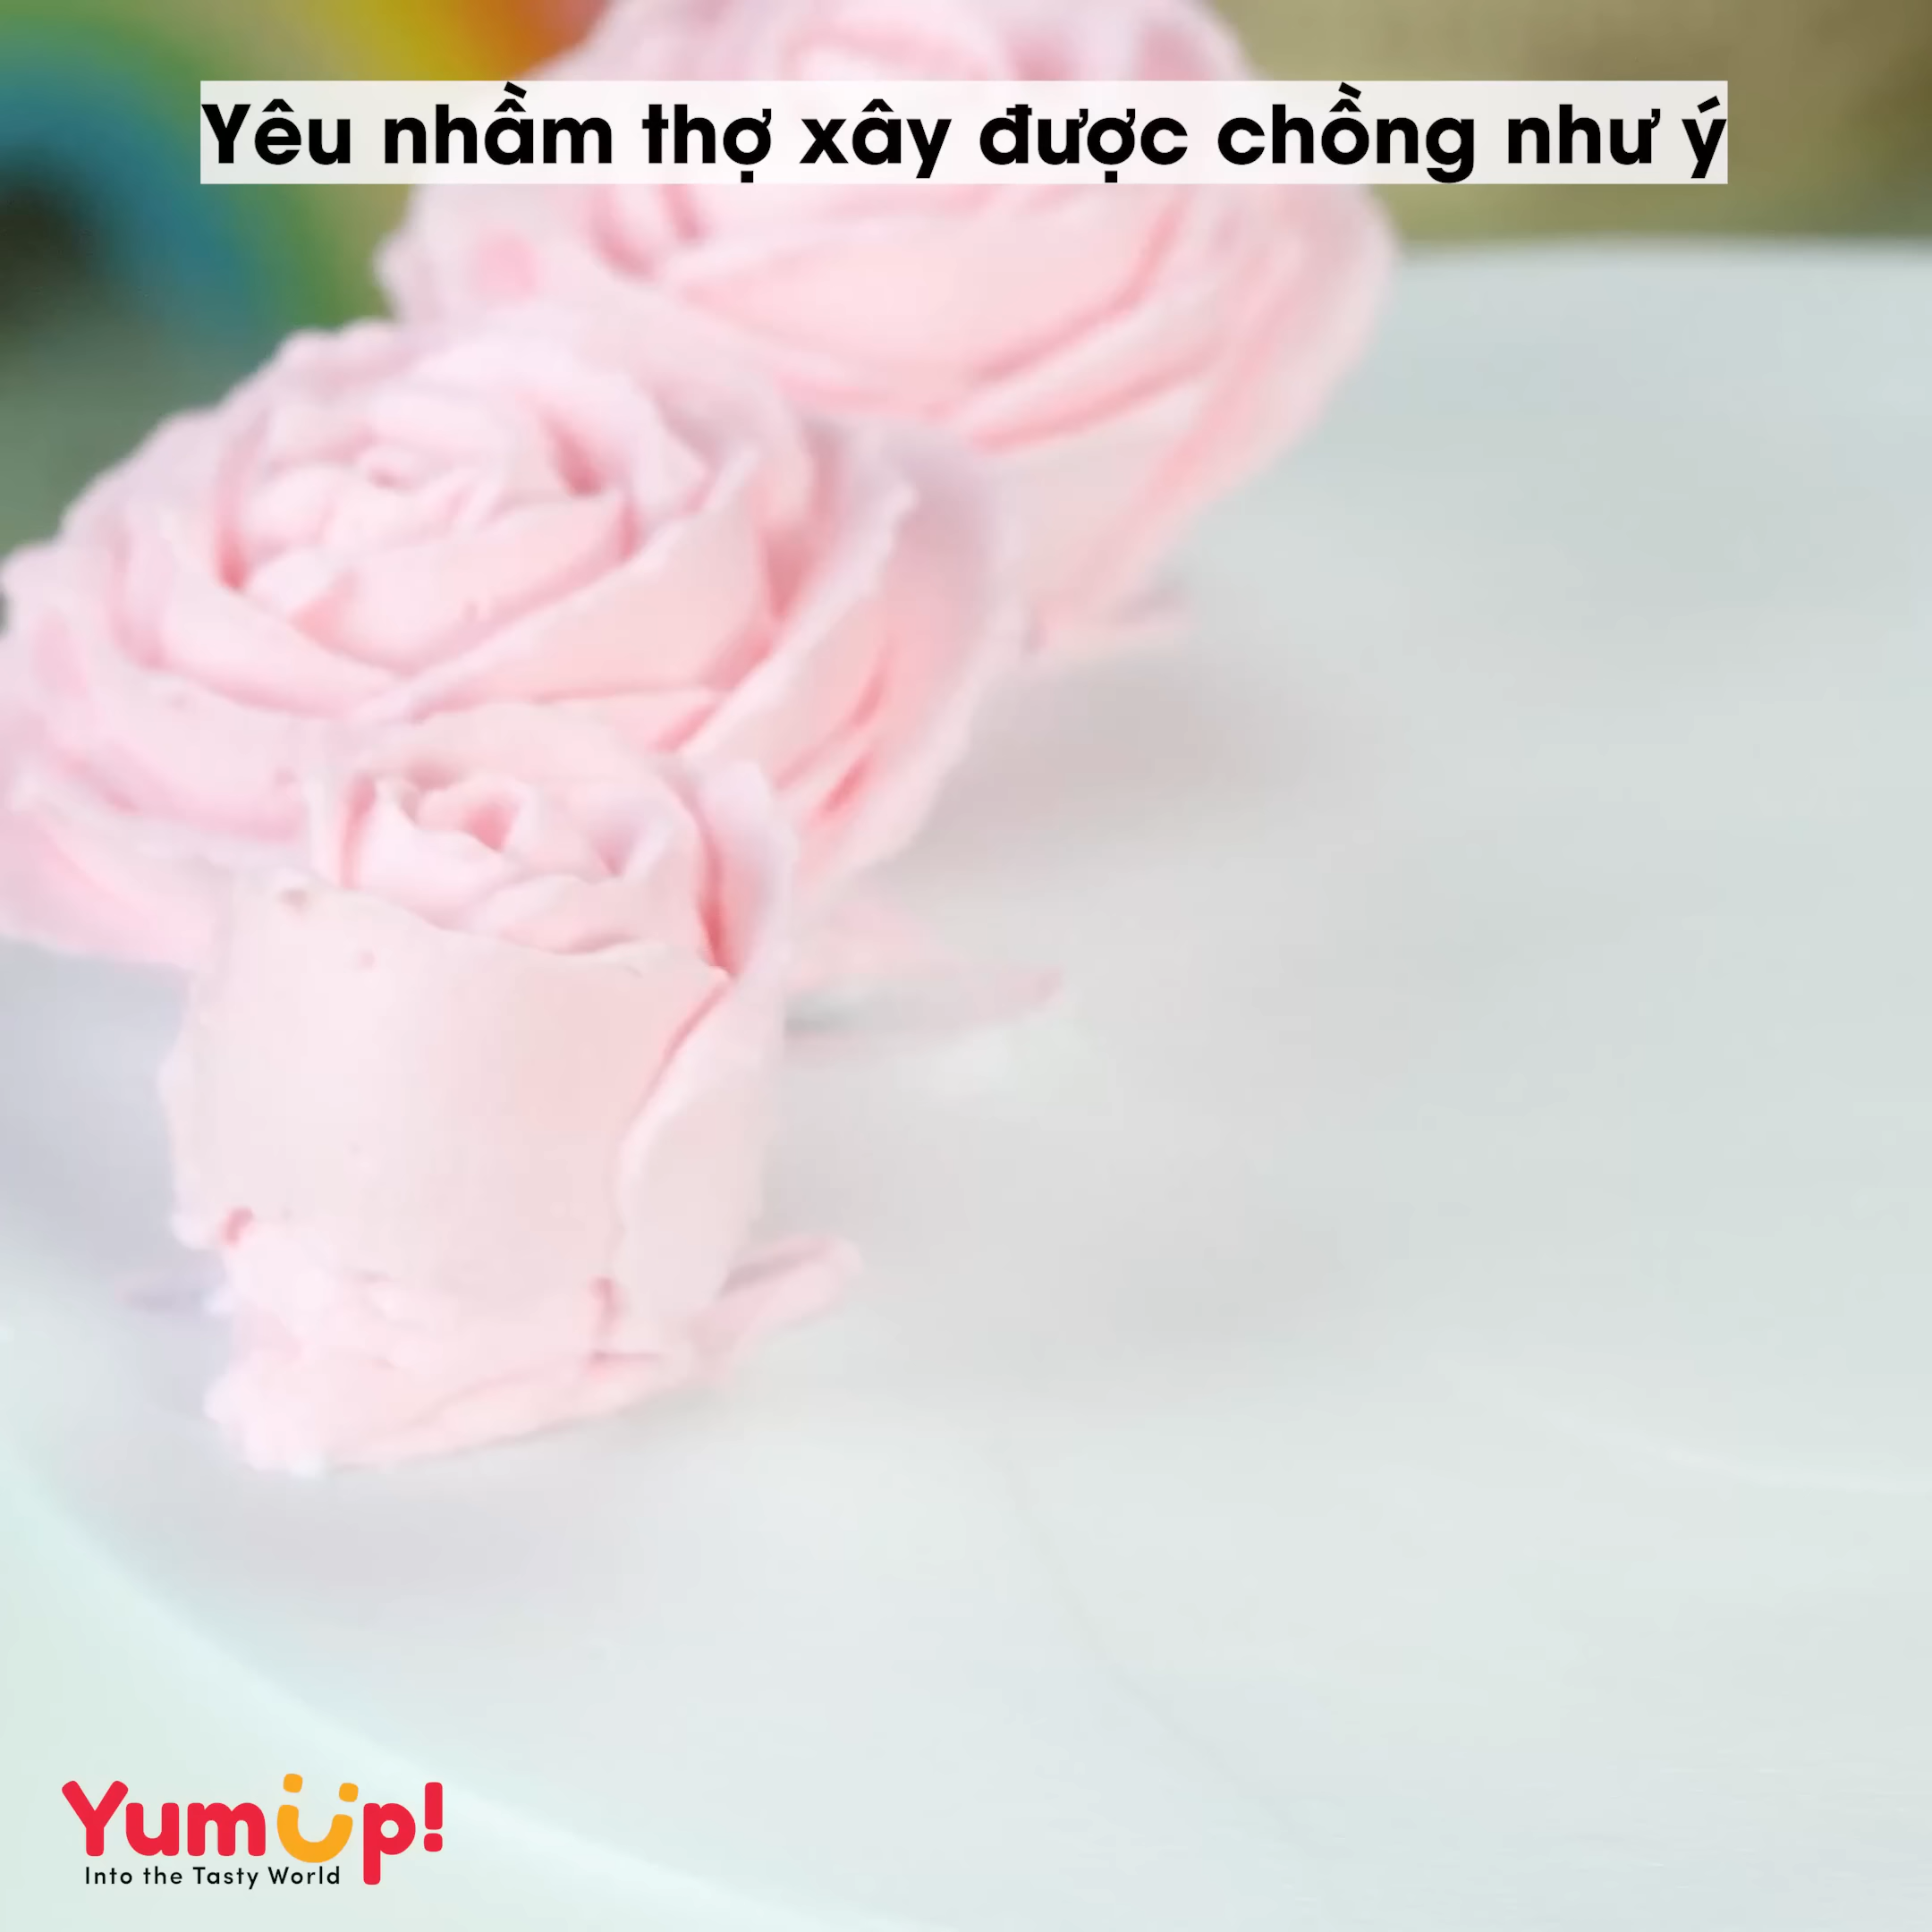 Yêu nhầm thợ xây được chồng như ý
YumUp!
Into the Tasty World